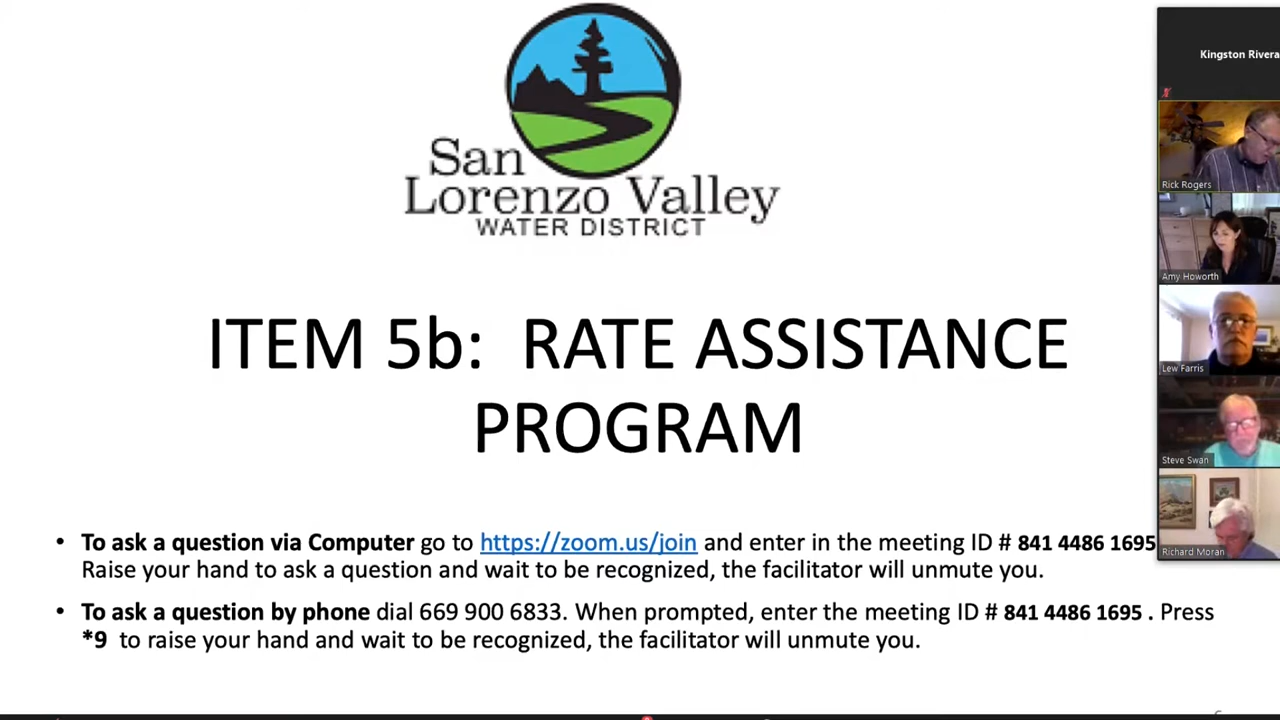 San
Lorenzo Valley
WATER DISTRICT
ITEM 5b: RATE ASSISTANCE
PROGRAM
• To ask a question via Computer go to https://zoom.us/join and enter in the meeting ID # 841 4486 1695
Raise your hand to ask a question and wait to be recognized, the facilitator will unmute you.
• To ask a question by phone dial 669 900 6833. When prompted, enter the meeting ID # 841 4486 1695 . Press
*9 to raise your hand and wait to be recognized, the facilitator will unmute you.
Kingston Rivera
Rick Rogers
Amy Howorth
Lew Farris
Steve Swan
Richard Moran